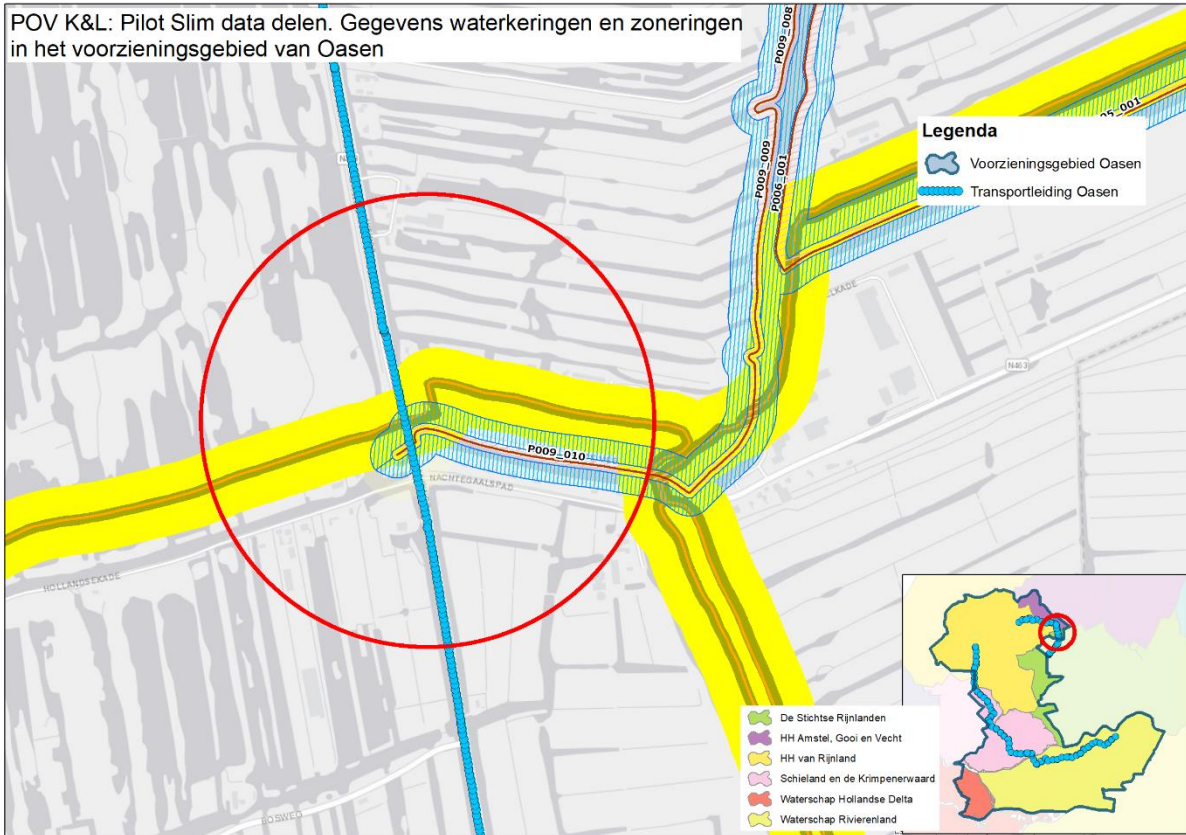 POV K&L: Pilot Slim data delen. Gegevens waterkeringen en zoneringen
in het voorzieningsgebied van Oasen
P009_008
P009_009
P006_001
Legenda
Voorzieningsgebied Oasen
Transportleiding Oasen
N463
P009_010
NACHTEGAALSPAD
HOLLANDSEKADE
De Stichtse Rijnlanden
HH Amstel, Gooi en Vecht
HH van Rijnland
Schieland en de Krimpenerwaard
Waterschap Hollandse Delta
Waterschap Rivierenland